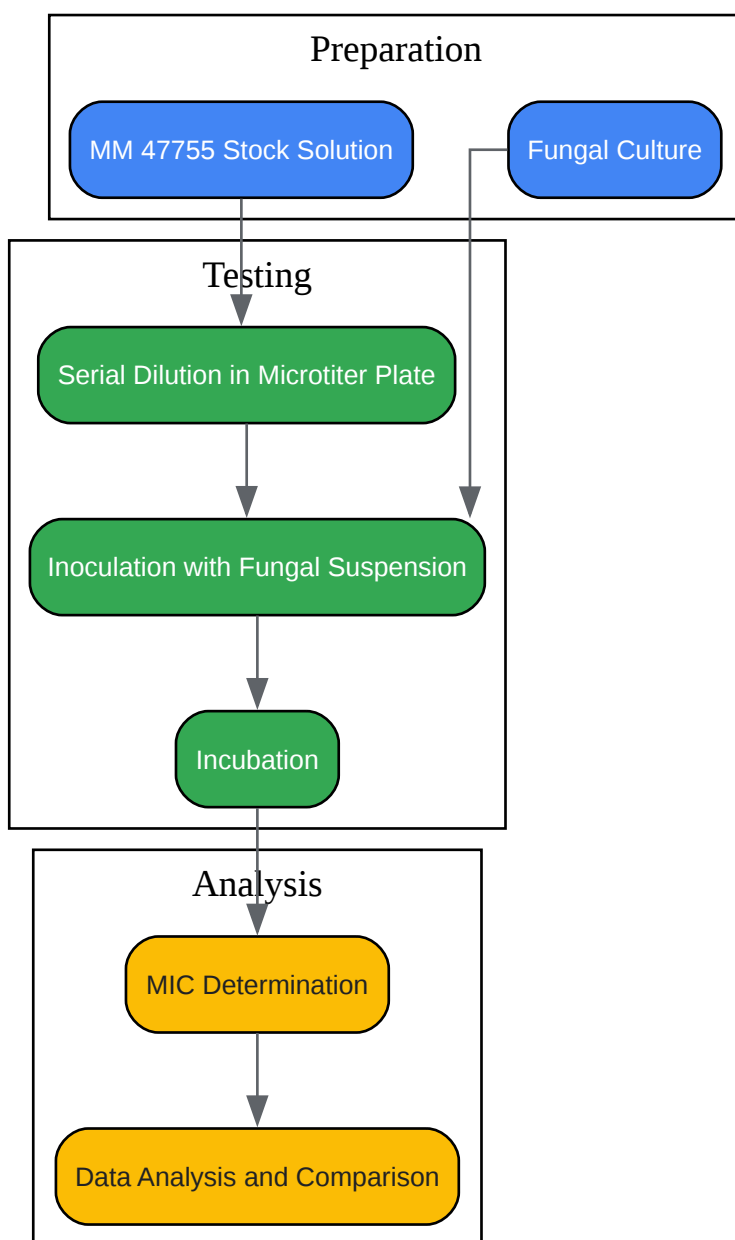 Preparation
MM 47755 Stock Solution
Fungal Culture
Testing
Serial Dilution in Microtiter Plate
Inoculation with Fungal Suspension
Incubation
Analysis
MIC Determination
Data Analysis and Comparison